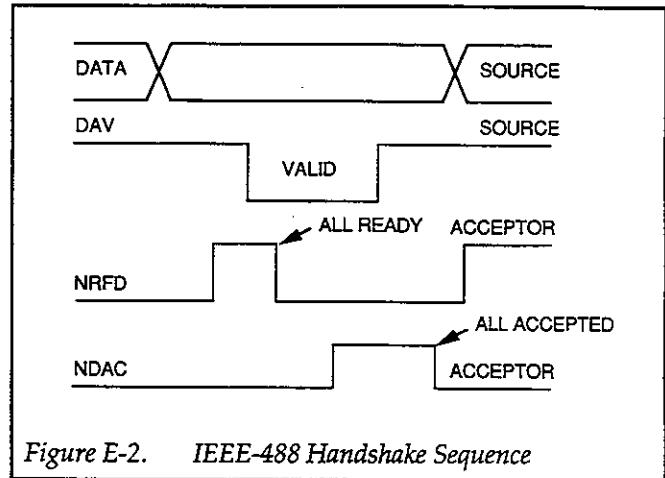 DATA SOURCE
DAV SOURCE
VALID
ALL READY ACCEPTOR
NRFD
ALL ACCEPTED
NDAC ACCEPTOR
Figure E-2. IEEE-488 Handshake Sequence